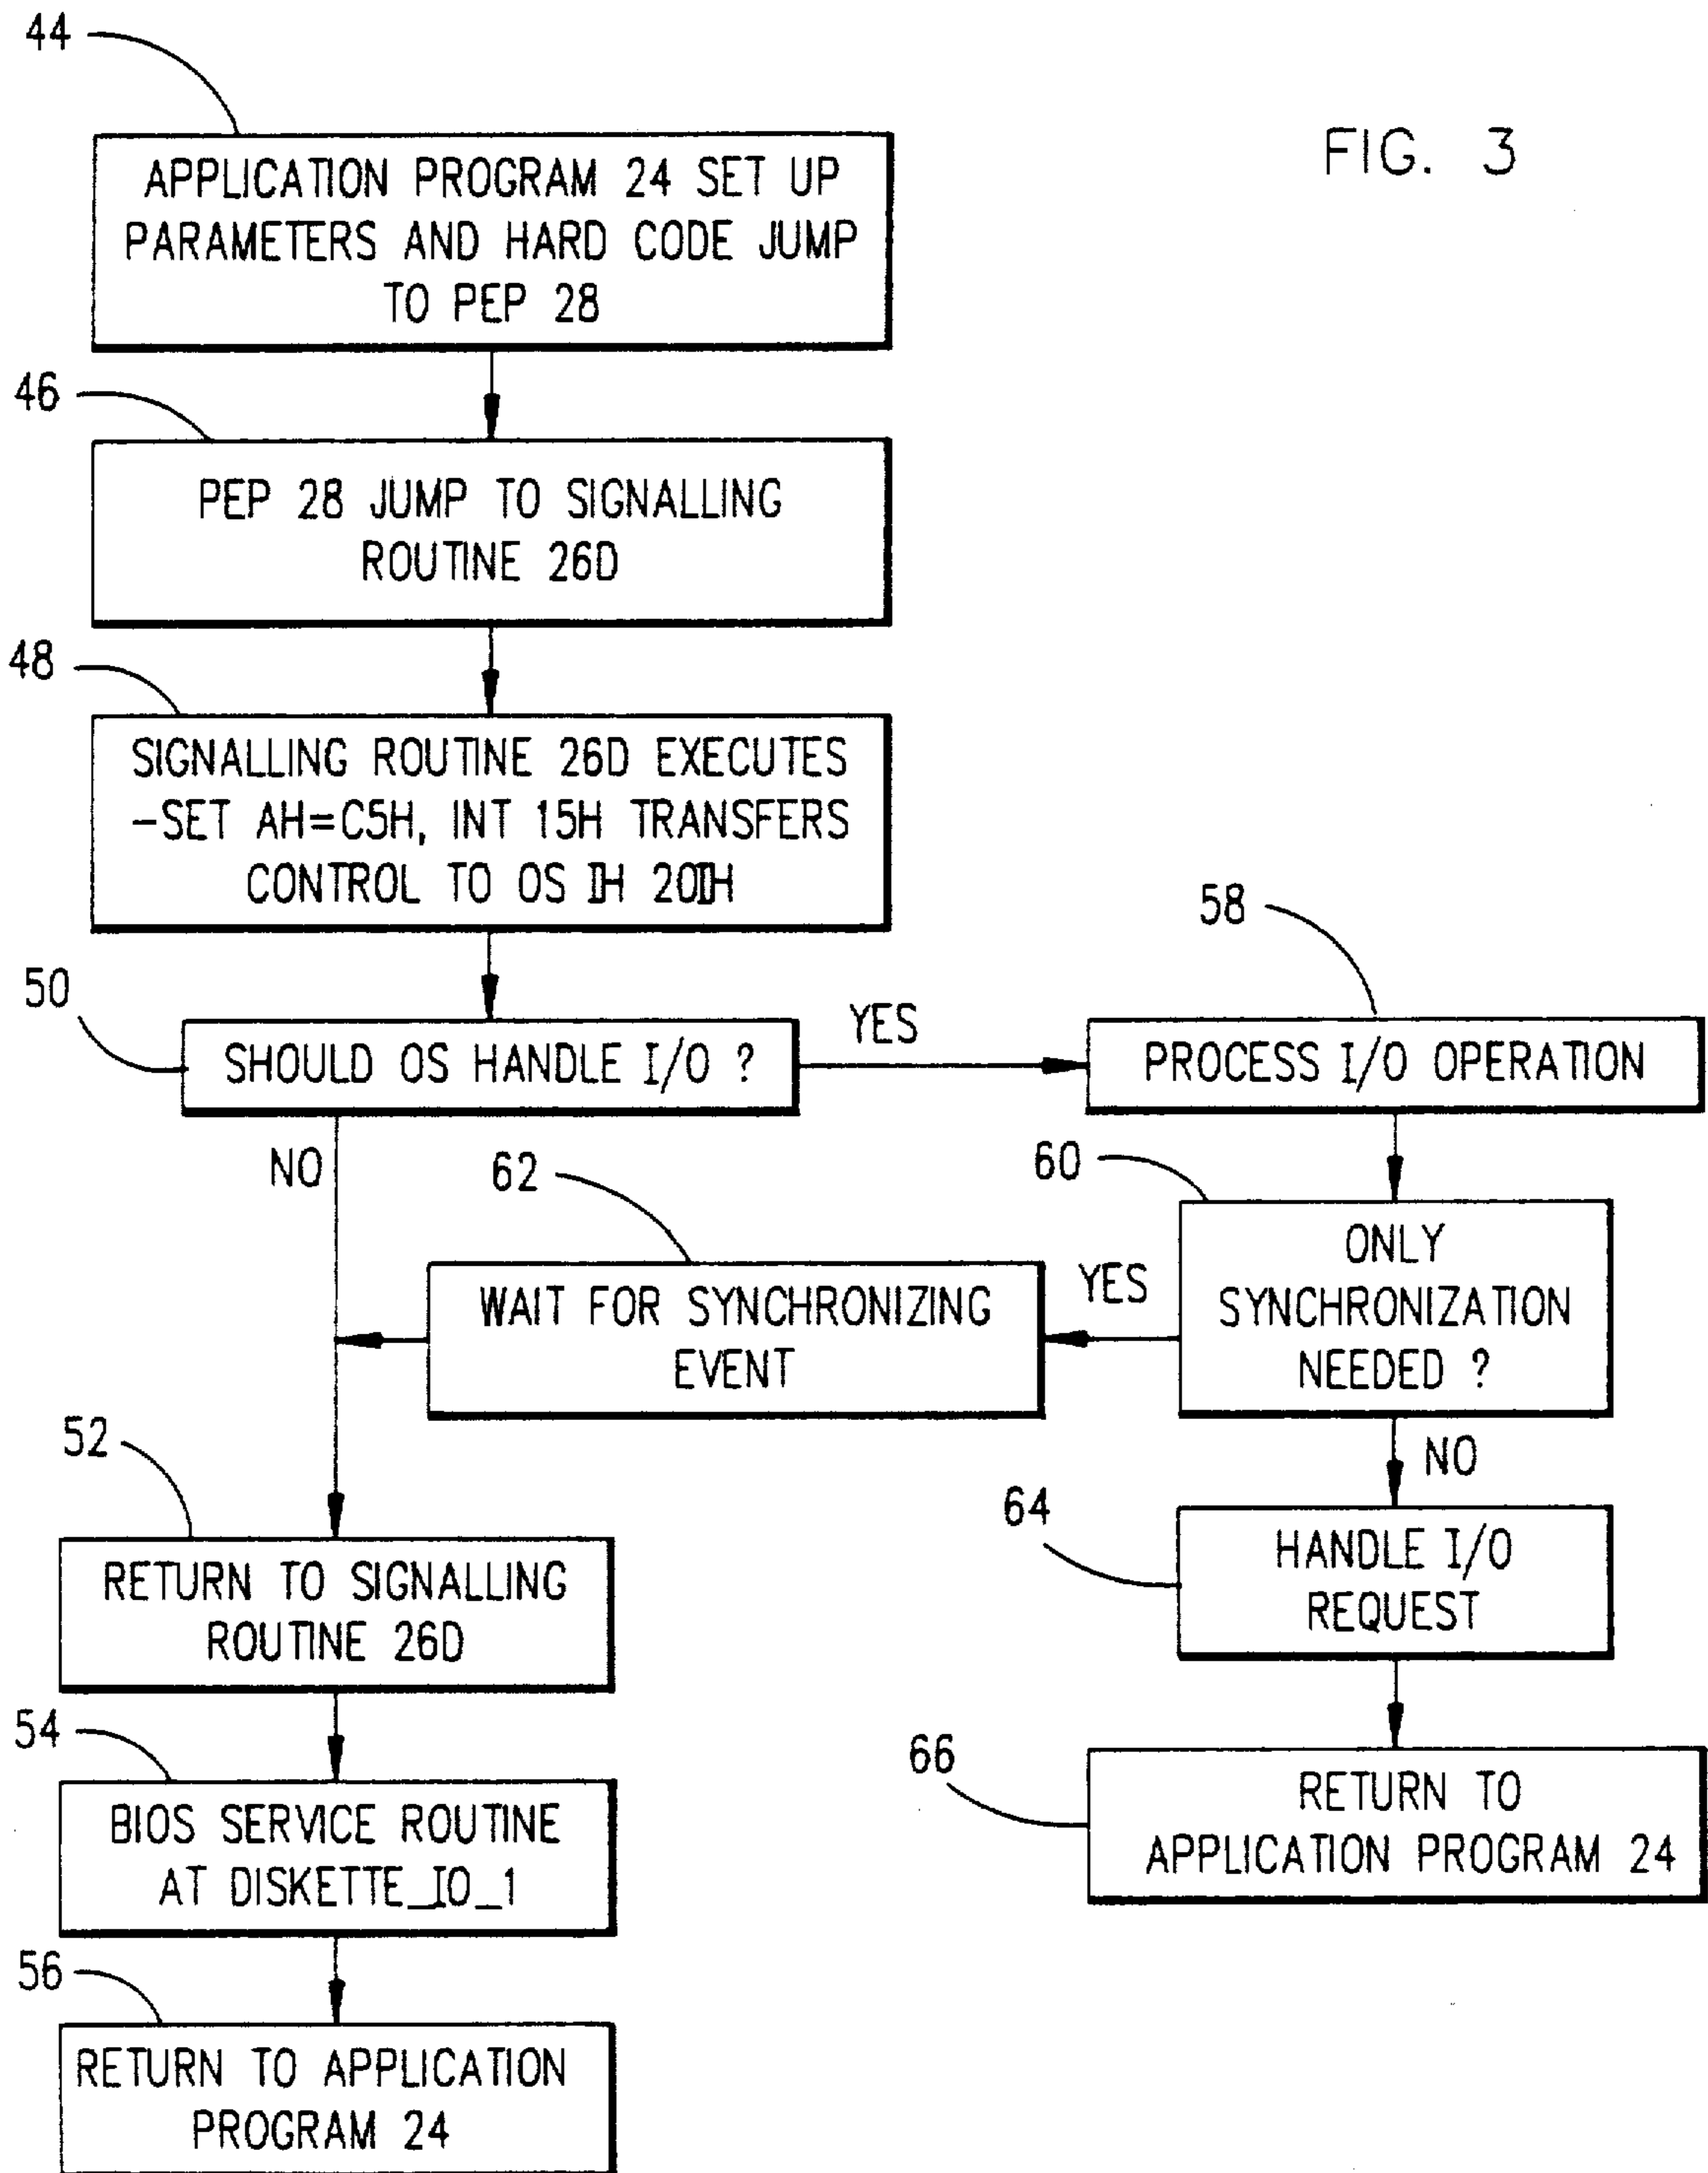 FIG. 3
44
APPLICATION PROGRAM 24 SET UP
PARAMETERS AND HARD CODE JUMP
TO PEP 28
46
PEP 28 JUMP TO SIGNALLING
ROUTINE 26D
48
SIGNALLING ROUTINE 26D EXECUTES
-SET AH=C5H, INT 15H TRANSFERS
CONTROL TO OS IH 20IH
50
SHOULD OS HANDLE I/O ?
YES
58
PROCESS I/O OPERATION
NO
60
ONLY
SYNCHRONIZATION
NEEDED ?
YES
62
WAIT FOR SYNCHRONIZING
EVENT
NO
52
RETURN TO SIGNALLING
ROUTINE 26D
64
HANDLE I/O
REQUEST
54
BIOS SERVICE ROUTINE
AT DISKETTE_IO_1
66
RETURN TO
APPLICATION PROGRAM 24
56
RETURN TO APPLICATION
PROGRAM 24